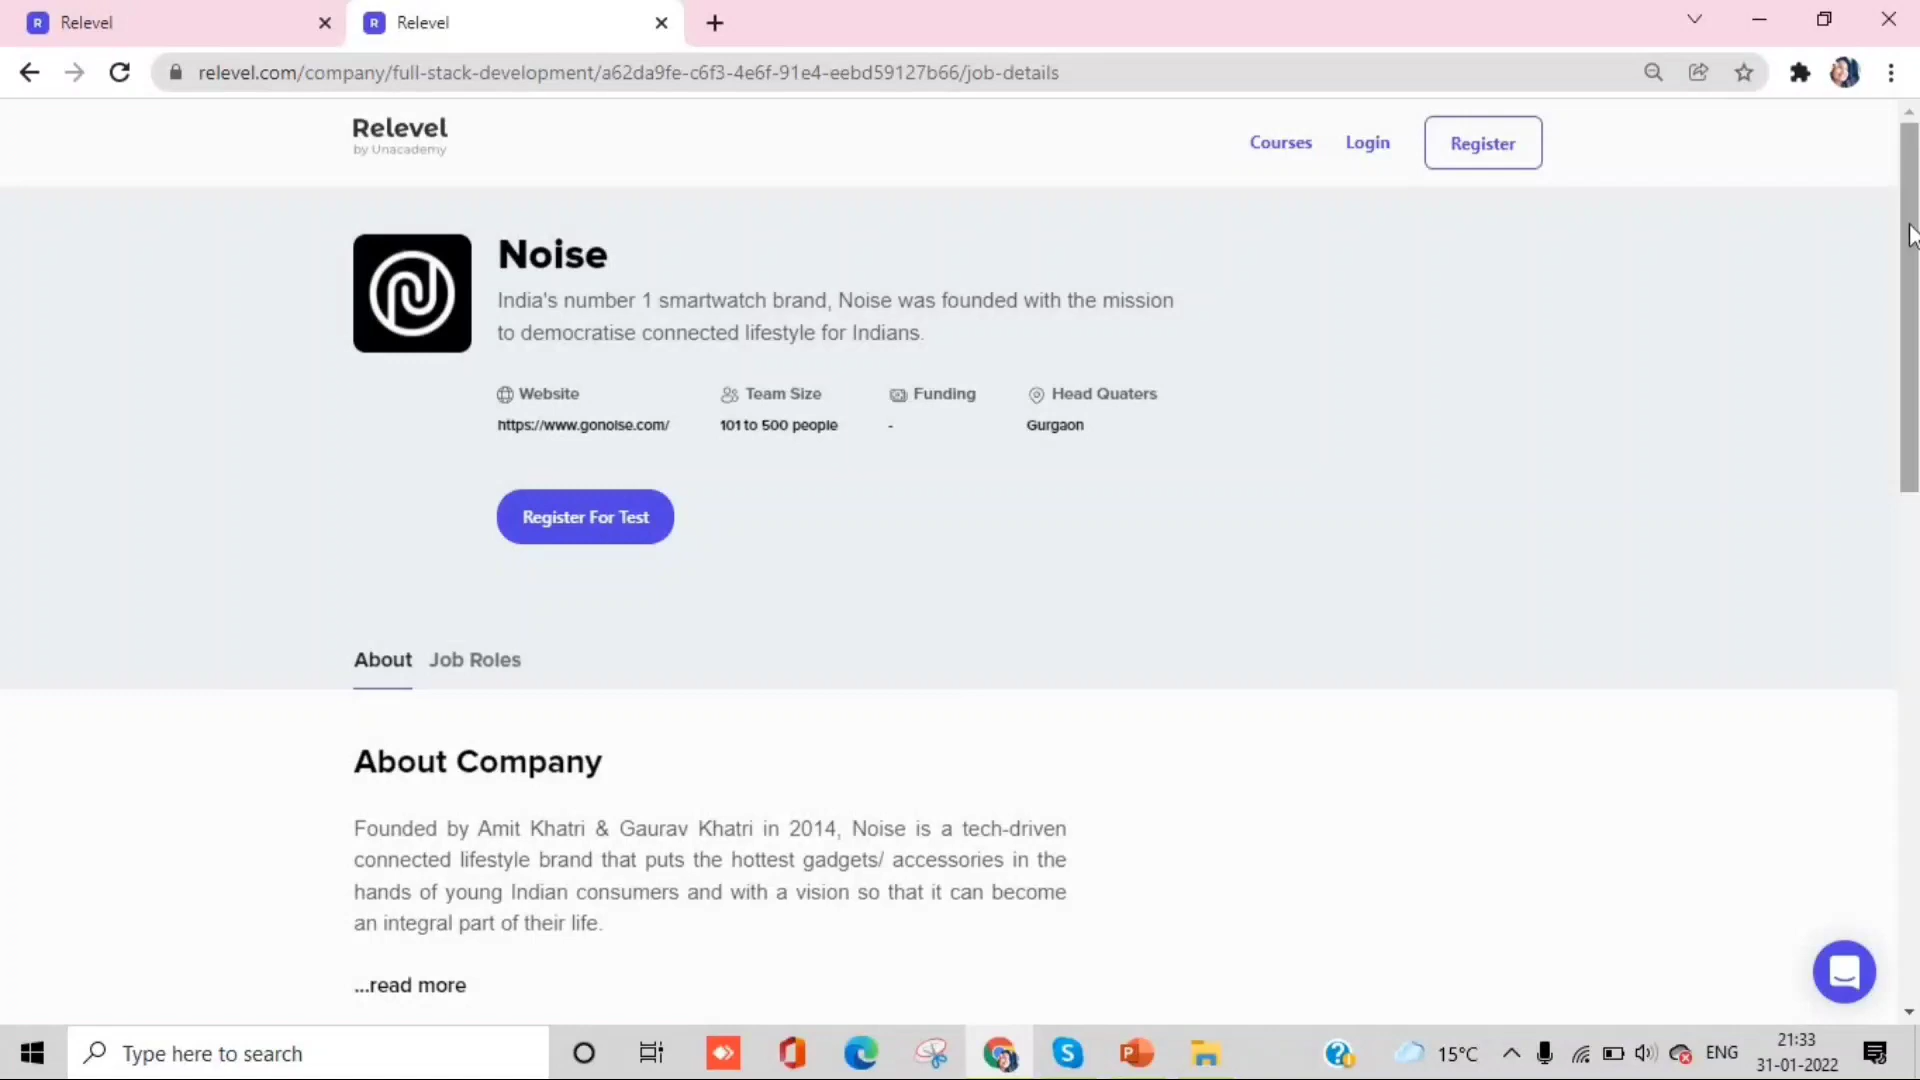 Relevel
Relevel
relevel.com/company/full-stack-development/a62da9fe-c6f3-4e6f-91e4-eebd59127b66/job-details
Relevel
by Unacademy
Courses
Login
Register
Noise
India's number 1 smartwatch brand, Noise was founded with the mission
to democratise connected lifestyle for Indians.
Website
Team Size
Funding
Head Quaters
https://www.gonoise.com/
101 to 500 people
-
Gurgaon
Register For Test
About
Job Roles
About Company
Founded by Amit Khatri & Gaurav Khatri in 2014, Noise is a tech-driven
connected lifestyle brand that puts the hottest gadgets/ accessories in the
hands of young Indian consumers and with a vision so that it can become
an integral part of their life.
...read more
Type here to search
15°C
ENG
21:33
31-01-2022